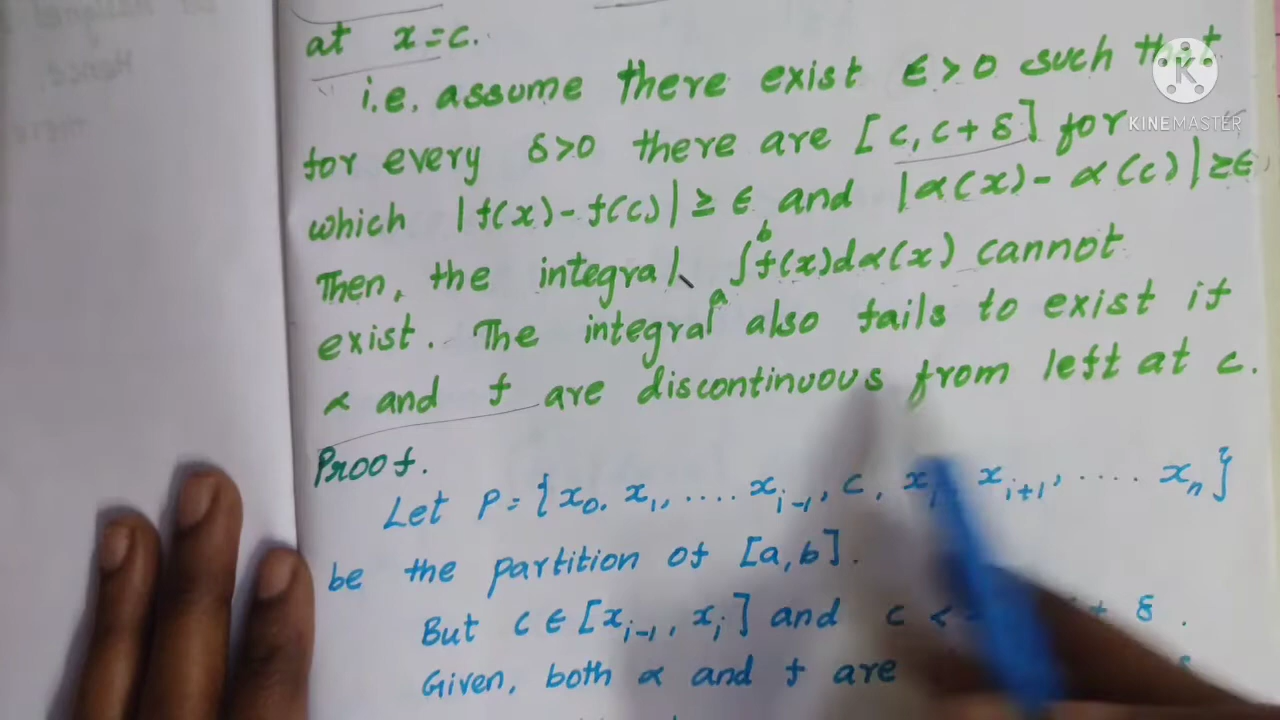 at x=c.
i.e. assume there exist ε>0 such that
for every δ>0 there are [c, c+δ] for
KINEMASTER
which |f(x)-f(c)| ≥ ε and |α(x)-α(c)| ≥ε
Then, the integral ∫ₐᵇ f(x)dα(x) cannot
exist. The integral also fails to exist if
α and f are discontinuous from left at c.
Proof.
Let P={x₀, x₁, .... xᵢ₋₁, c, xᵢ, xᵢ₊₁, .... xₙ}
be the partition of [a,b].
But c ∈ [xᵢ₋₁, xᵢ] and c < + δ.
Given, both α and f are